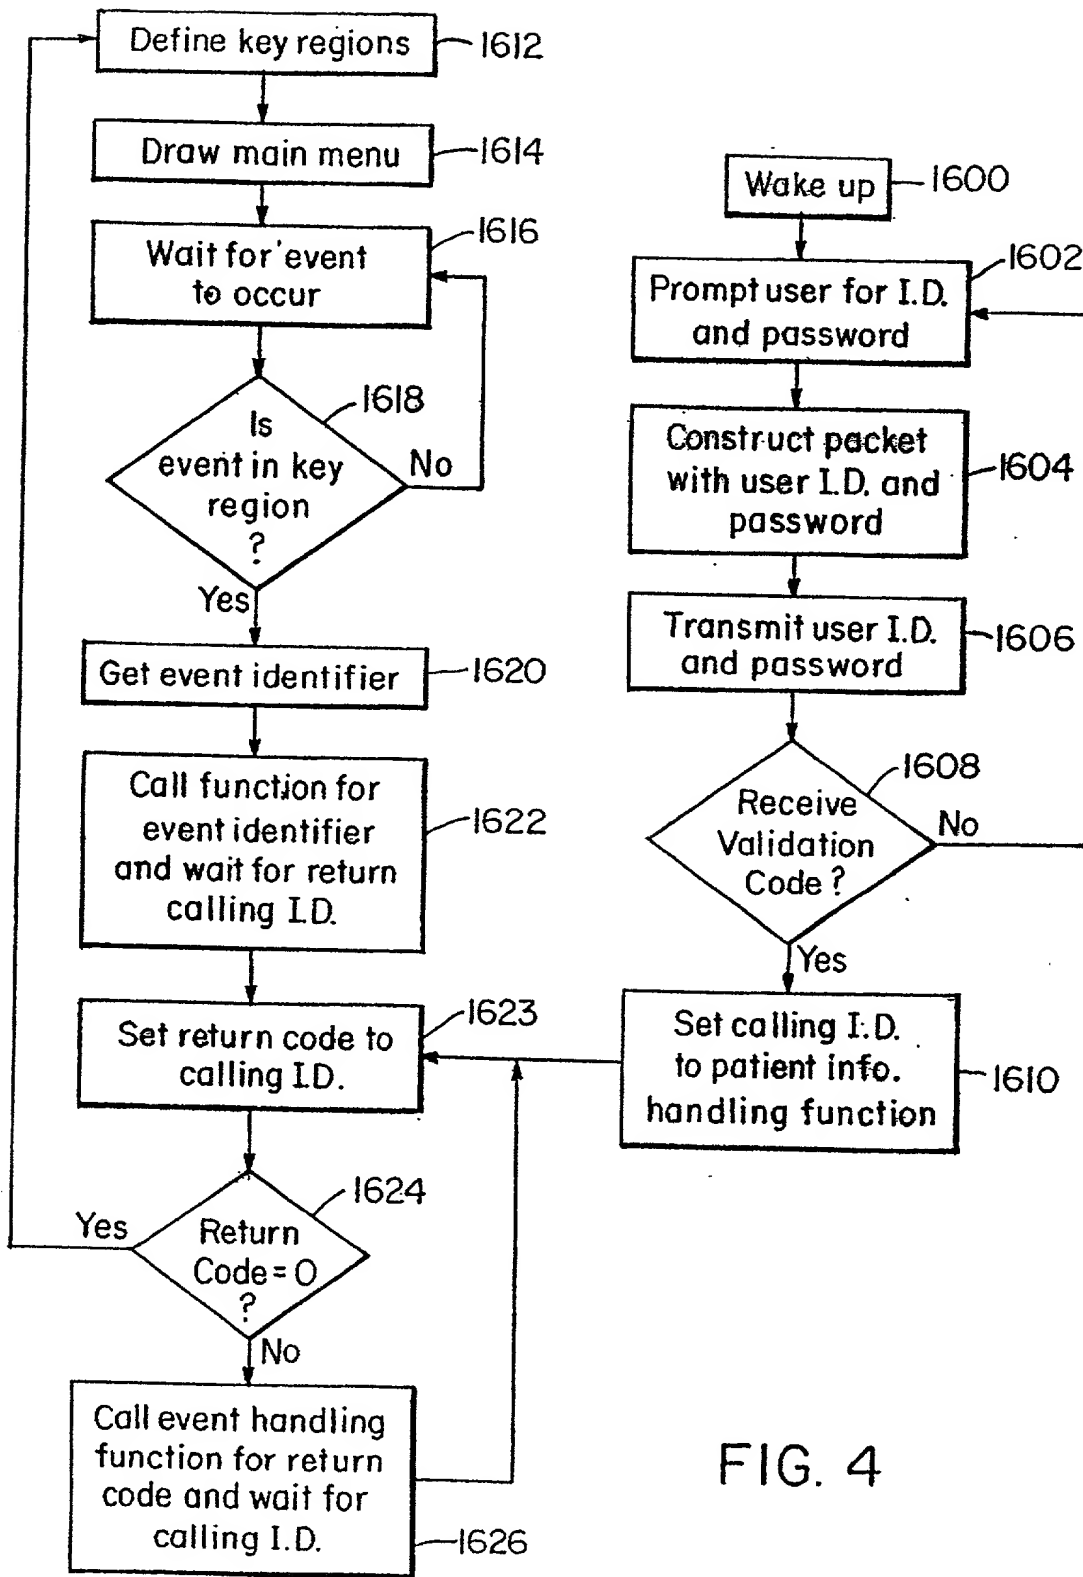 Define key regions
1612
Draw main menu
1614
Wait for event
to occur
1616
Is
event in key
region
?
1618
No
Yes
Get event identifier
1620
Call function for
event identifier
and wait for return
calling I.D.
1622
Set return code to
calling I.D.
1623
Return
Code = 0
?
1624
Yes
No
Call event handling
function for return
code and wait for
calling I.D.
1626
Wake up
1600
Prompt user for I.D.
and password
1602
Construct packet
with user I.D. and
password
1604
Transmit user I.D.
and password
1606
Receive
Validation
Code?
1608
No
Yes
Set calling I.D.
to patient info.
handling function
1610
FIG. 4